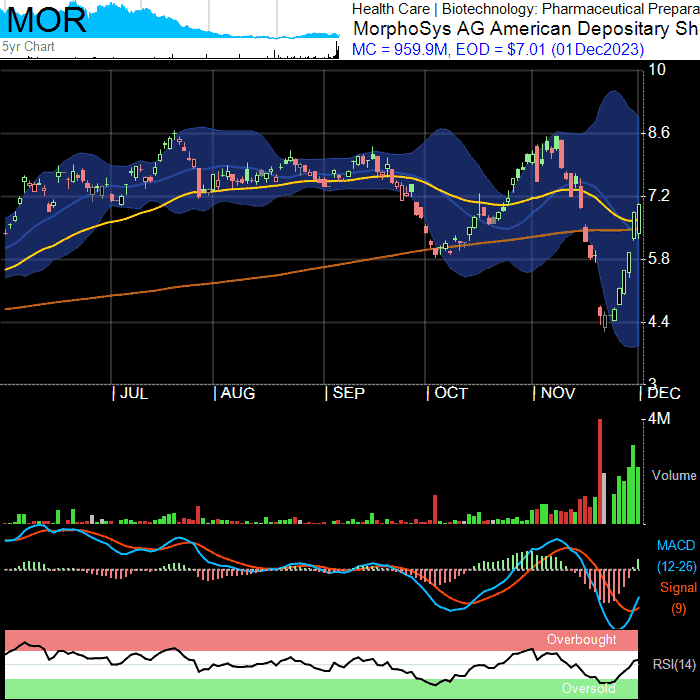 MOR
5yr Chart
Health Care | Biotechnology: Pharmaceutical Prepara
MorphoSys AG American Depositary Sh
MC = 959.9M, EOD = $7.01 (01Dec2023)
10
8.6
7.2
5.8
4.4
3
| JUL | AUG | SEP | OCT | NOV | DEC
4M
Volume
MACD
(12-26)
Signal
(9)
Overbought
RSI(14)
Oversold